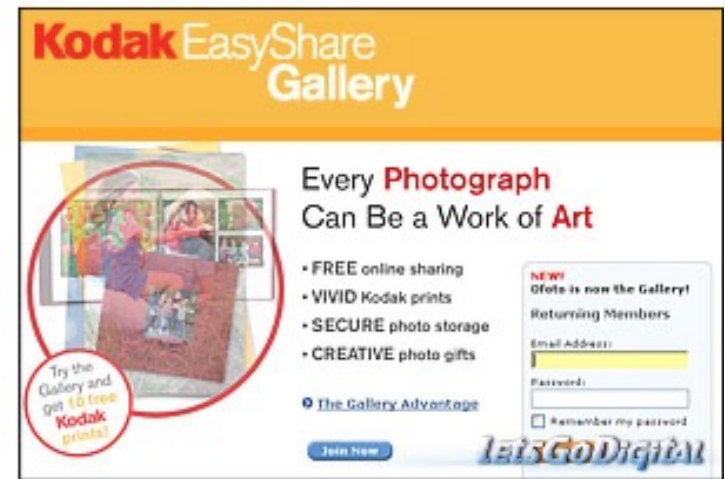 Kodak EasyShare
Gallery
Every Photograph
Can Be a Work of Art
• FREE online sharing
• VIVID Kodak prints
• SECURE photo storage
• CREATIVE photo gifts
The Gallery Advantage
Join Now
Try the
Gallery and
get 10 free
Kodak
prints!
NEW!
Ofoto is now the Gallery!
Returning Members
Email Address:
Password:
Remember my password
LetsGoDigital